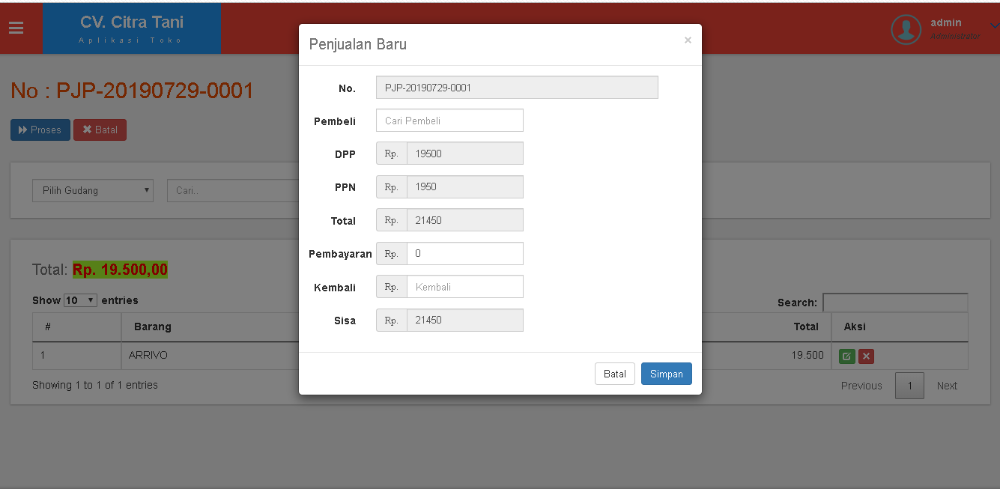 CV. Citra Tani
Aplikasi Toko
admin
Administrator
No : PJP-20190729-0001
Proses
Batal
Pilih Gudang
Cari..
Total: Rp. 19.500,00
Show 10 entries
Search:
# Barang Total Aksi
1 ARRIVO 19.500
Showing 1 to 1 of 1 entries
Previous 1 Next
Penjualan Baru ×
No. PJP-20190729-0001
Pembeli Cari Pembeli
DPP Rp. 19500
PPN Rp. 1950
Total Rp. 21450
Pembayaran Rp. 0
Kembali Rp. Kembali
Sisa Rp. 21450
Batal Simpan